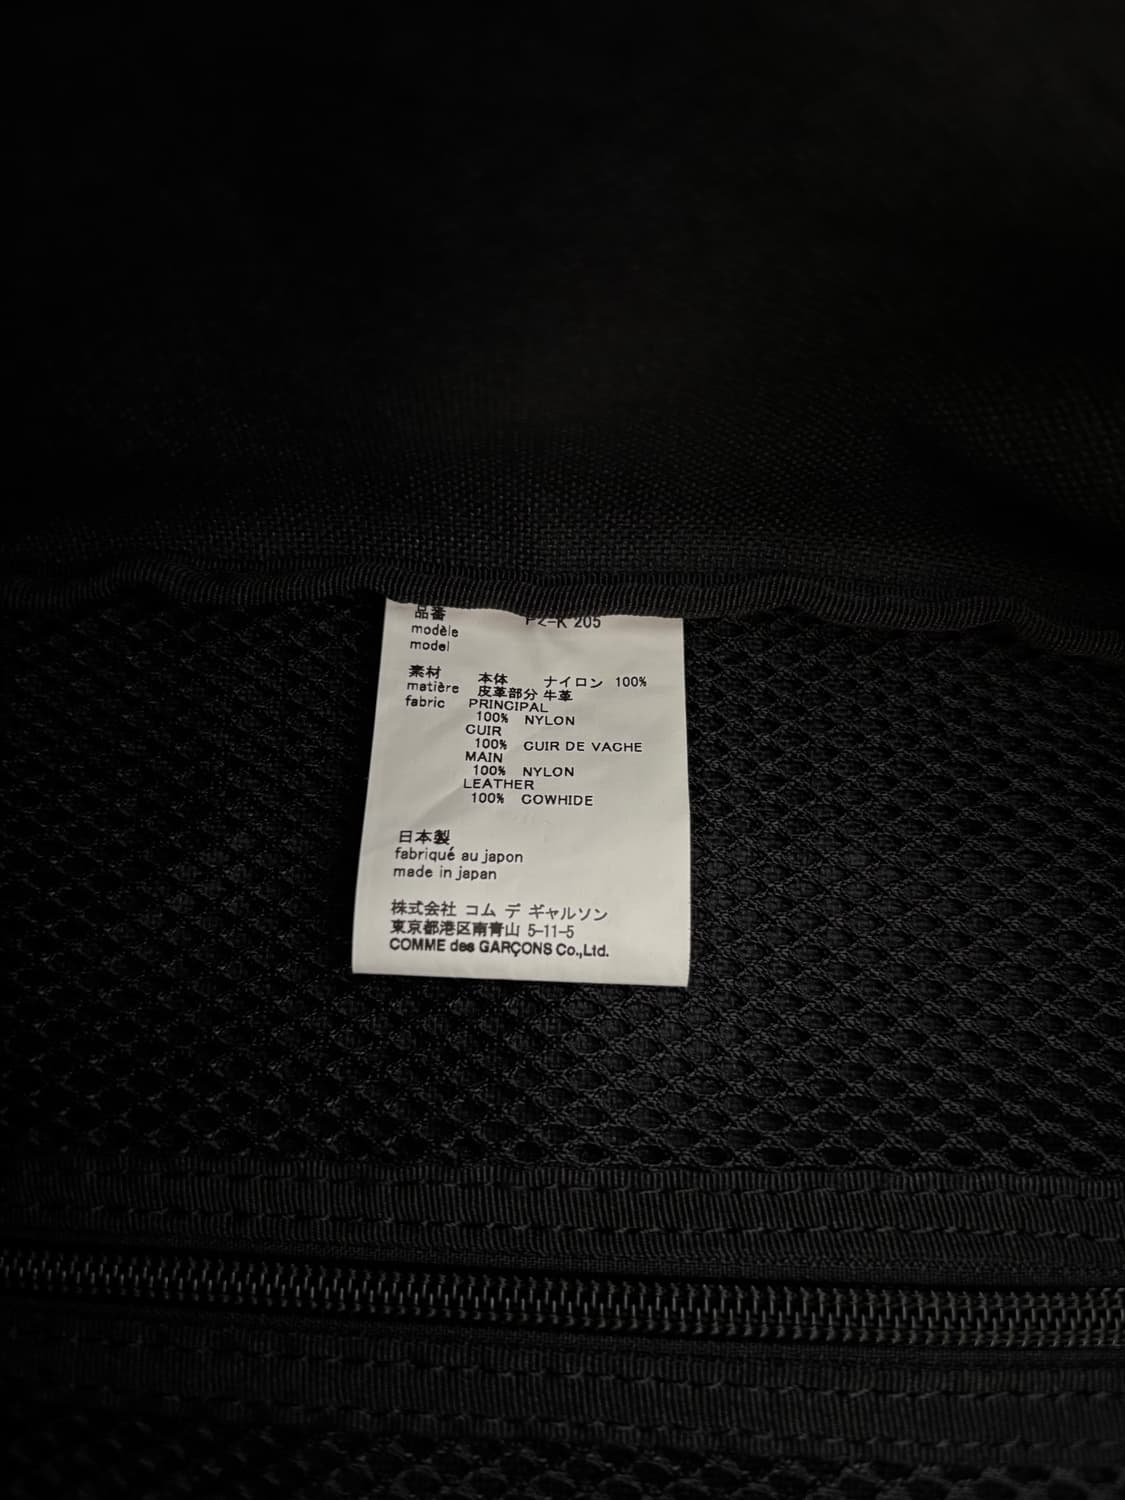 品番
modèle
model
205
素材 本体 ナイロン 100%
matière 皮革部分 牛革
fabric PRINCIPAL
100% NYLON
CUIR
100% CUIR DE VACHE
MAIN
100% NYLON
LEATHER
100% COWHIDE
日本製
fabriqué au japon
made in japan
株式会社 コム デ ギャルソン
東京都港区南青山 5-11-5
COMME des GARÇONS Co.,Ltd.